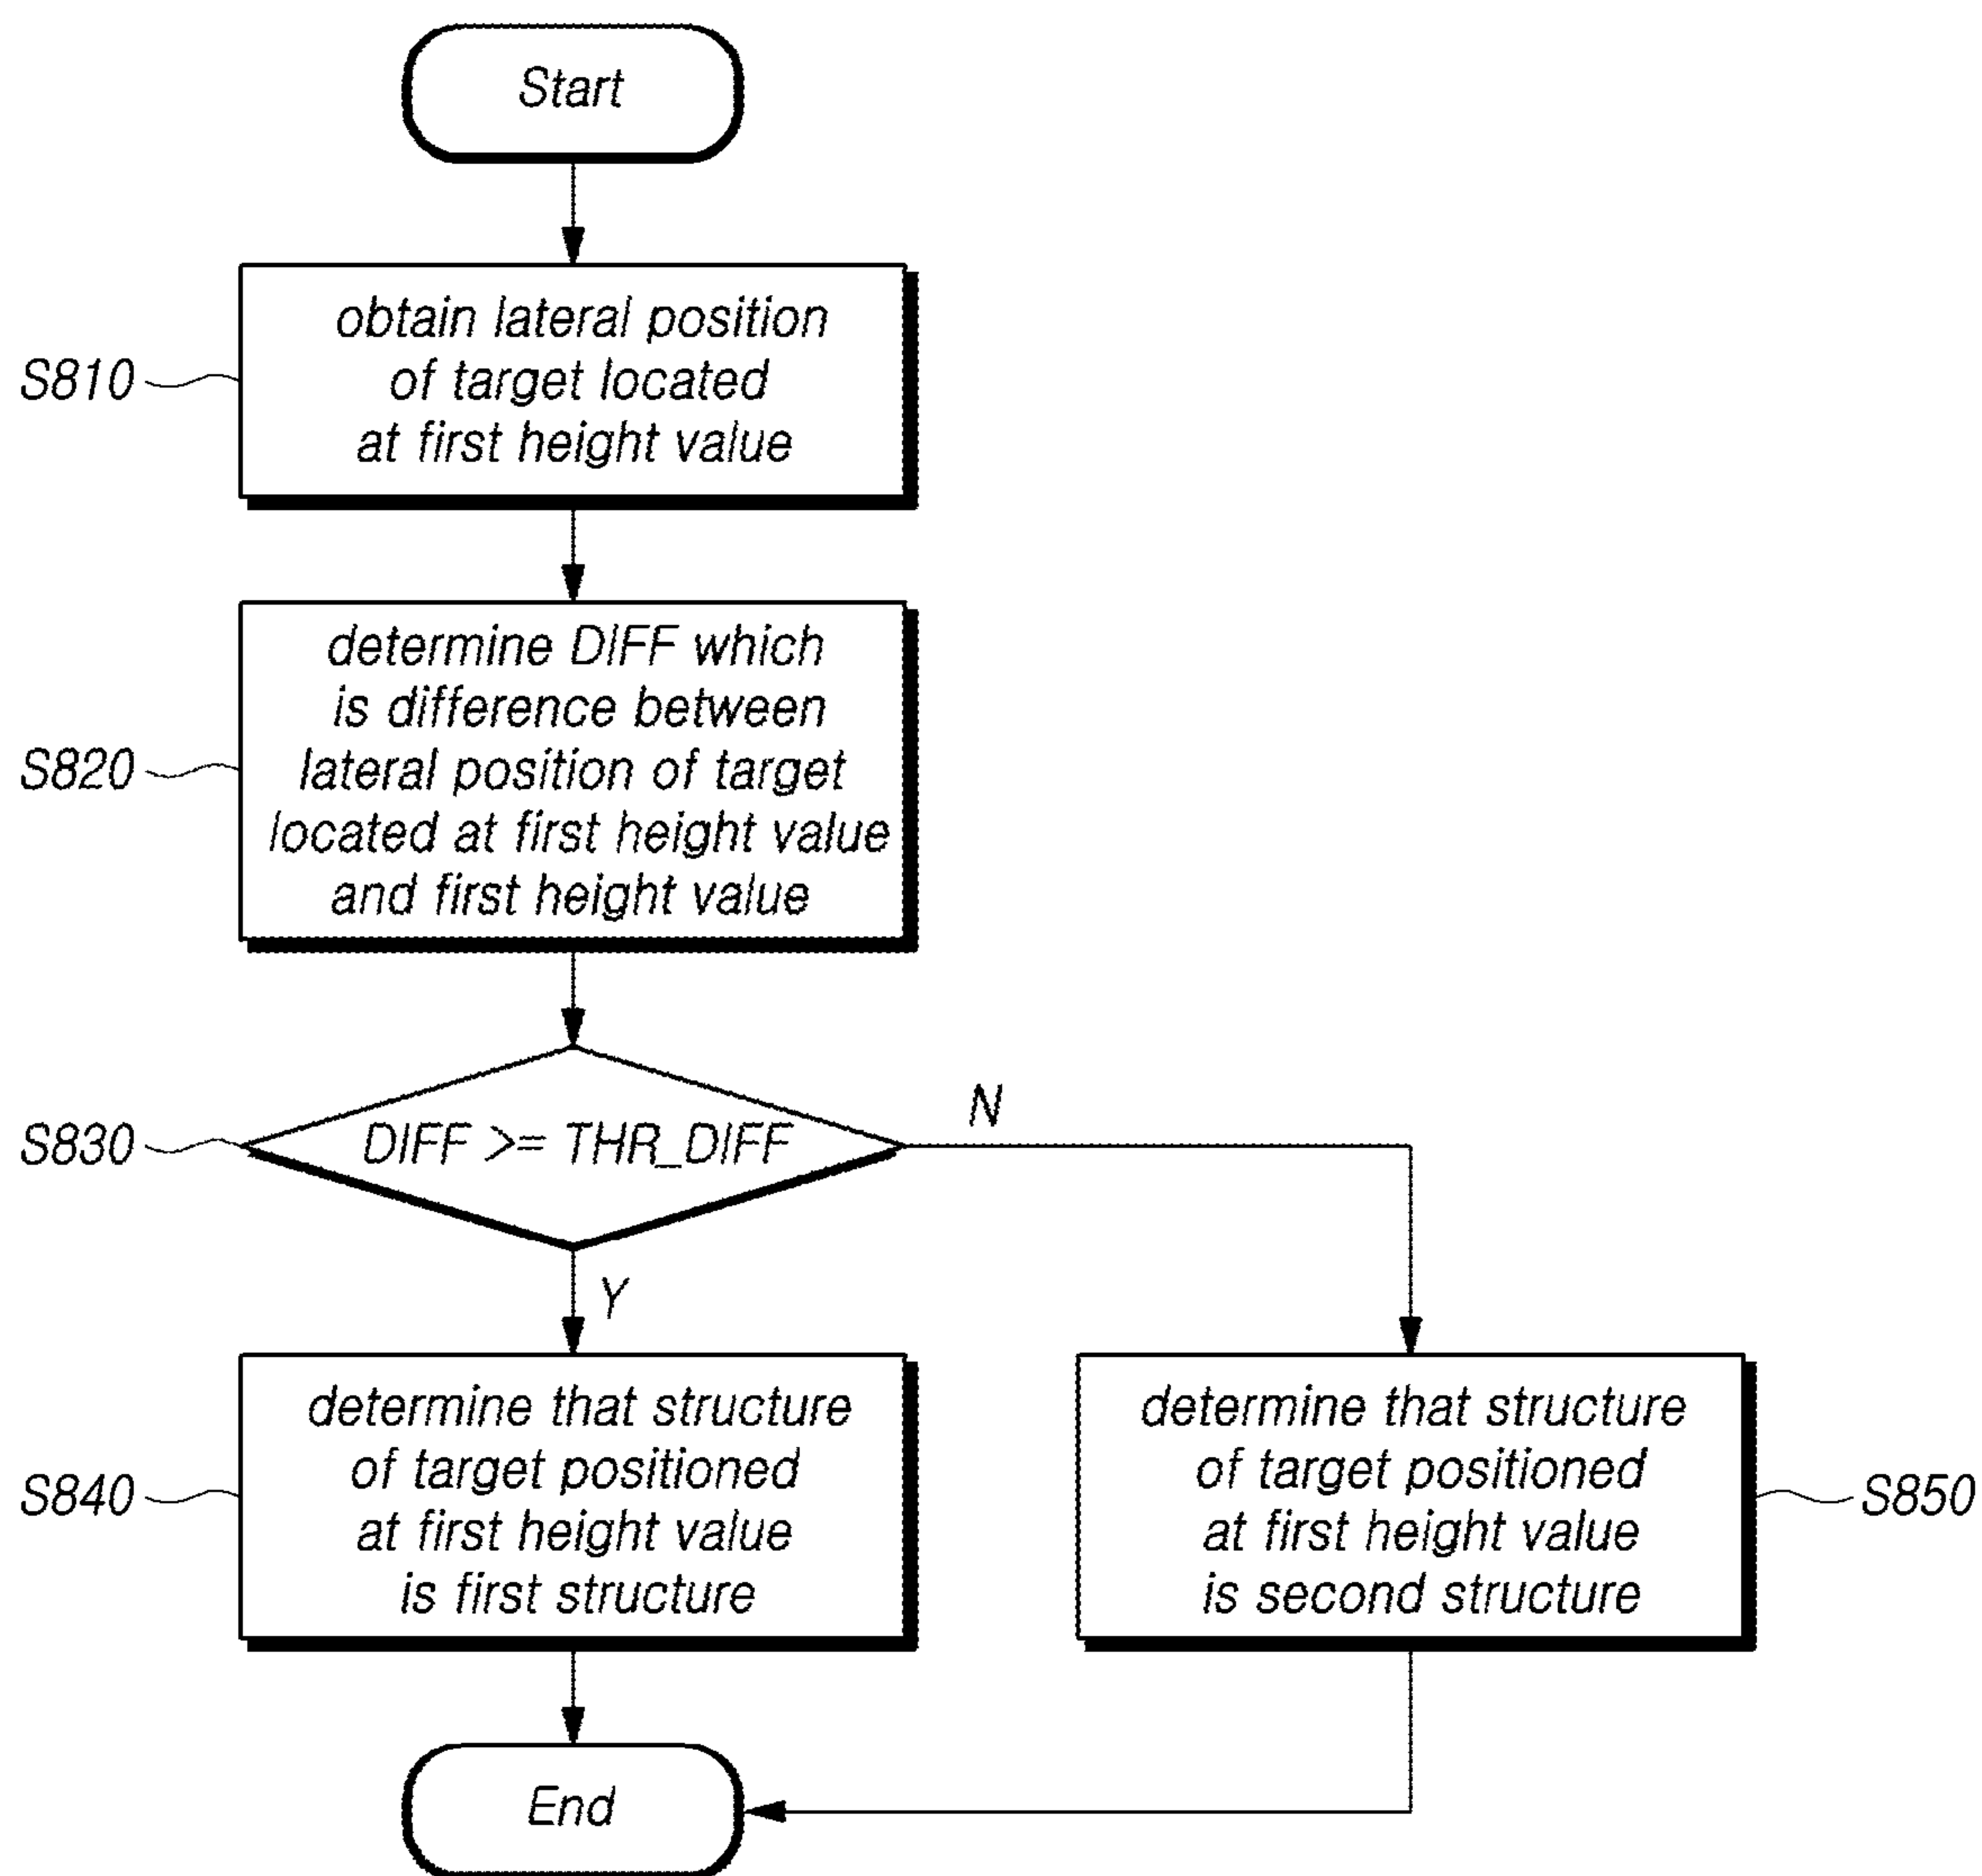 Start
S810
obtain lateral position
of target located
at first height value
S820
determine DIFF which
is difference between
lateral position of target
located at first height value
and first height value
S830
DIFF >= THR_DIFF
N
Y
S840
determine that structure
of target positioned
at first height value
is first structure
determine that structure
of target positioned
at first height value
is second structure
S850
End